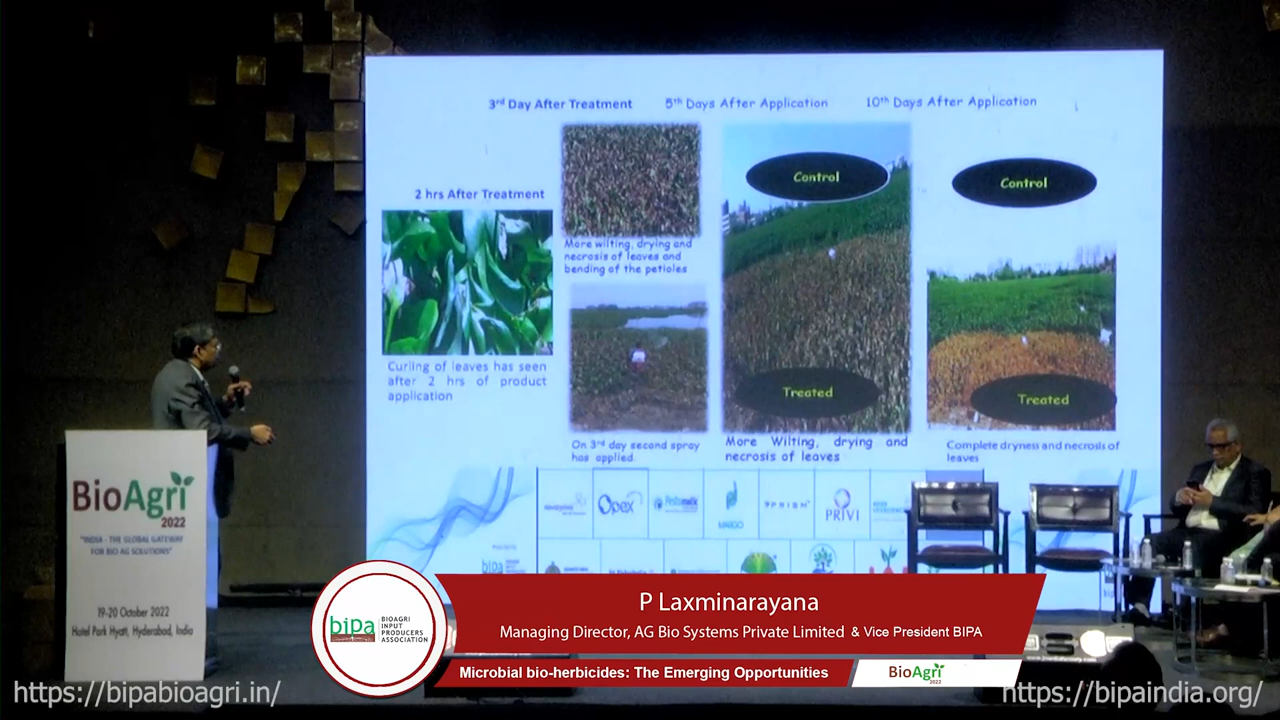 3rd Day After Treatment
5th Days After Application
10th Days After Application
2 hrs After Treatment
Curling of leaves has seen
after 2 hrs of product
application
More wilting, drying and
necrosis of leaves and
bending of the petioles
On 3rd day second spray
has applied
Control
Treated
More Wilting, drying and
necrosis of leaves
Control
Treated
Complete dryness and necrosis of
leaves
Opex
MARGO
PRIVI
bipa
BioAgri
2022
"INDIA - THE GLOBAL GATEWAY
FOR BIO AG SOLUTIONS"
19-20 October 2022
Hotel Park Hyatt, Hyderabad, India
bipa
BIOAGRI
INPUT
PRODUCERS
ASSOCIATION
P Laxminarayana
Managing Director, AG Bio Systems Private Limited & Vice President BIPA
Microbial bio-herbicides: The Emerging Opportunities
BioAgri
2022
https://bipabioagri.in/
https://bipaindia.org/